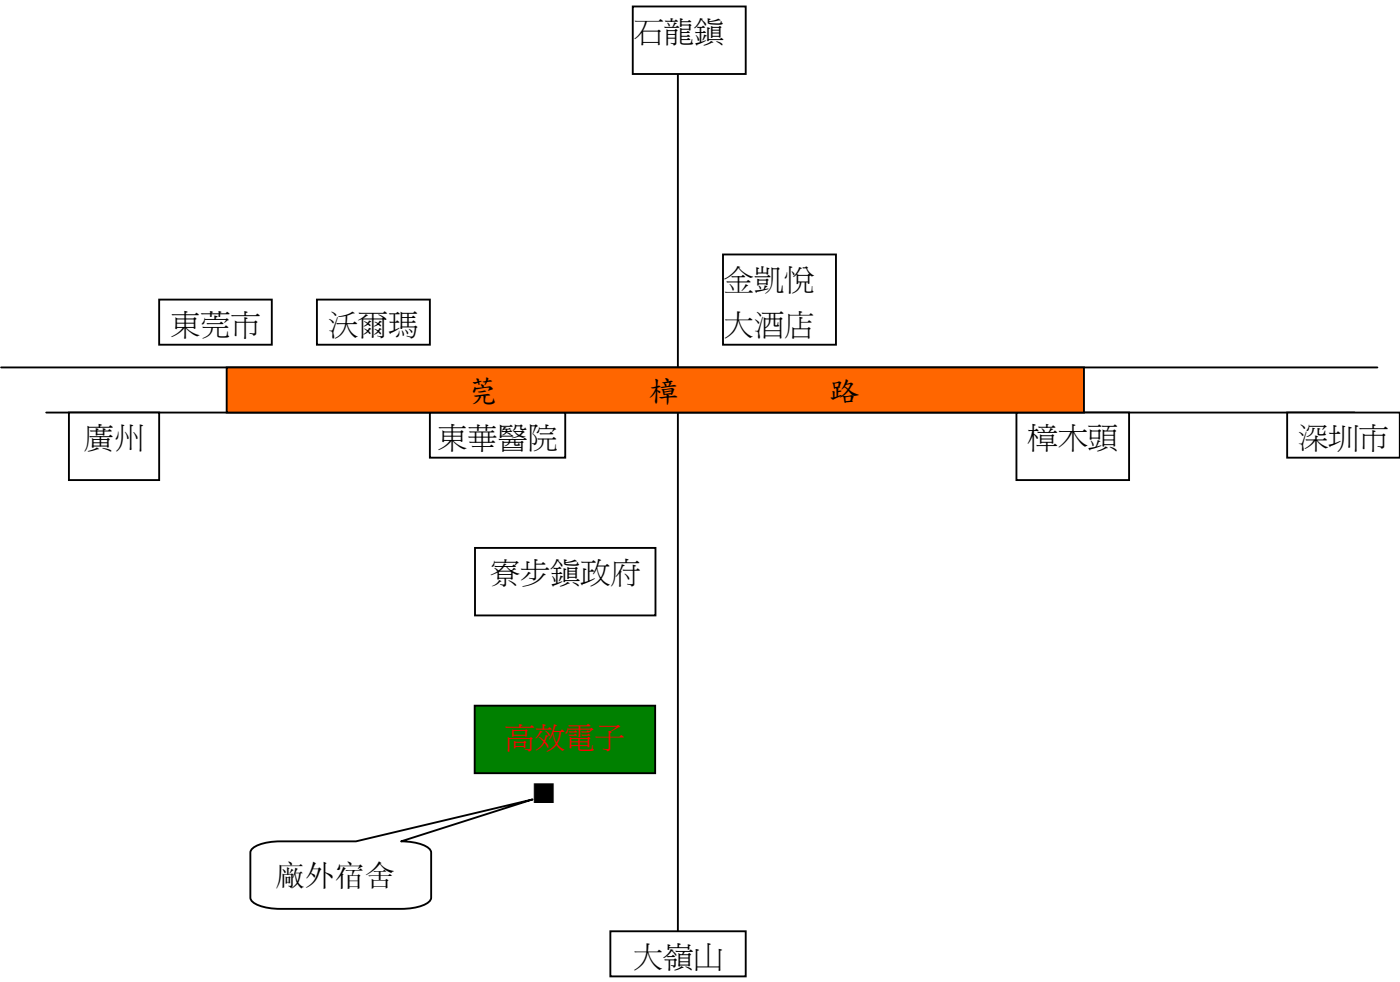 石龍鎭
金凱悅
大酒店
東莞市
沃爾瑪
莞 樟 路
廣州
東華醫院
樟木頭
深圳市
寮步鎭政府
高效電子
廠外宿舍
大嶺山